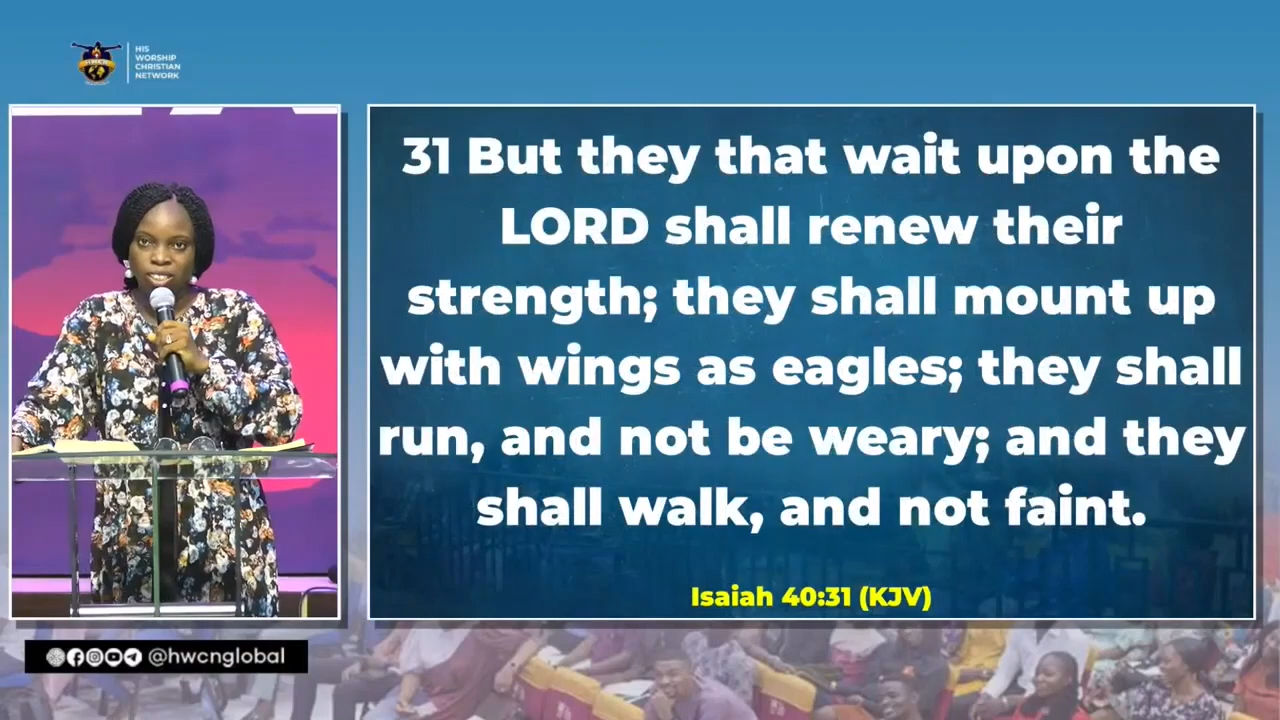 HIS
WORSHIP
CHRISTIAN
NETWORK
31 But they that wait upon the
LORD shall renew their
strength; they shall mount up
with wings as eagles; they shall
run, and not be weary; and they
shall walk, and not faint.
Isaiah 40:31 (KJV)
@hwcnglobal